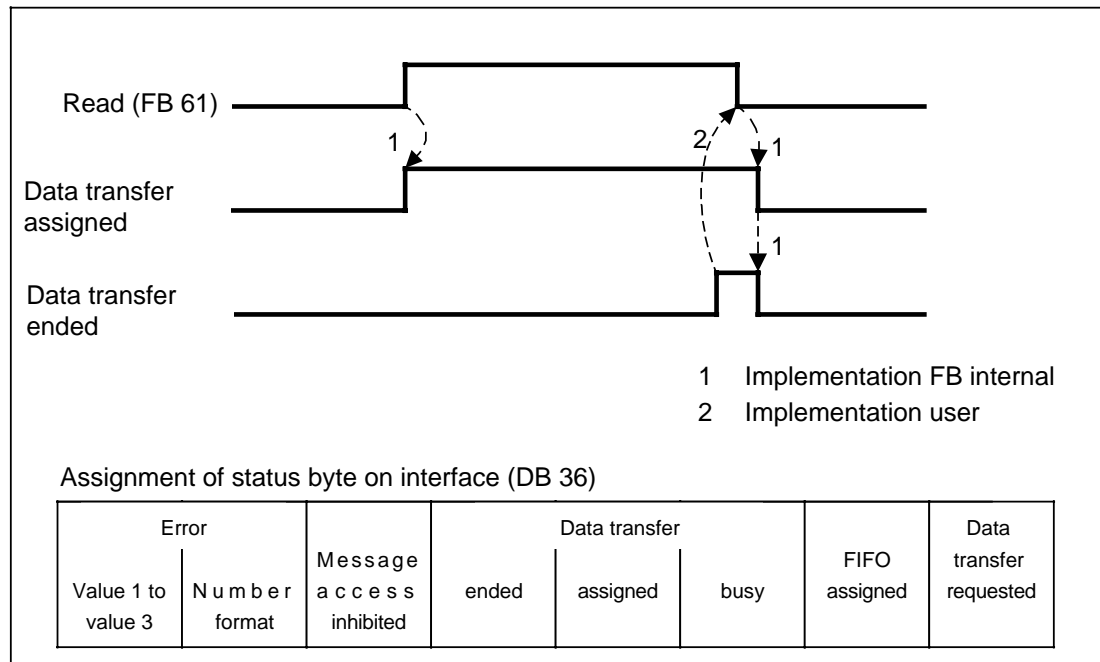 Read (FB 61)
1
2
1
Data transfer
assigned
1
Data transfer
ended
1 Implementation FB internal
2 Implementation user
Assignment of status byte on interface (DB 36)
Error
Data transfer
Data
Message
FIFO
transfer
Value 1 to
Number
access
ended
assigned
busy
assigned
requested
value 3
format
inhibited